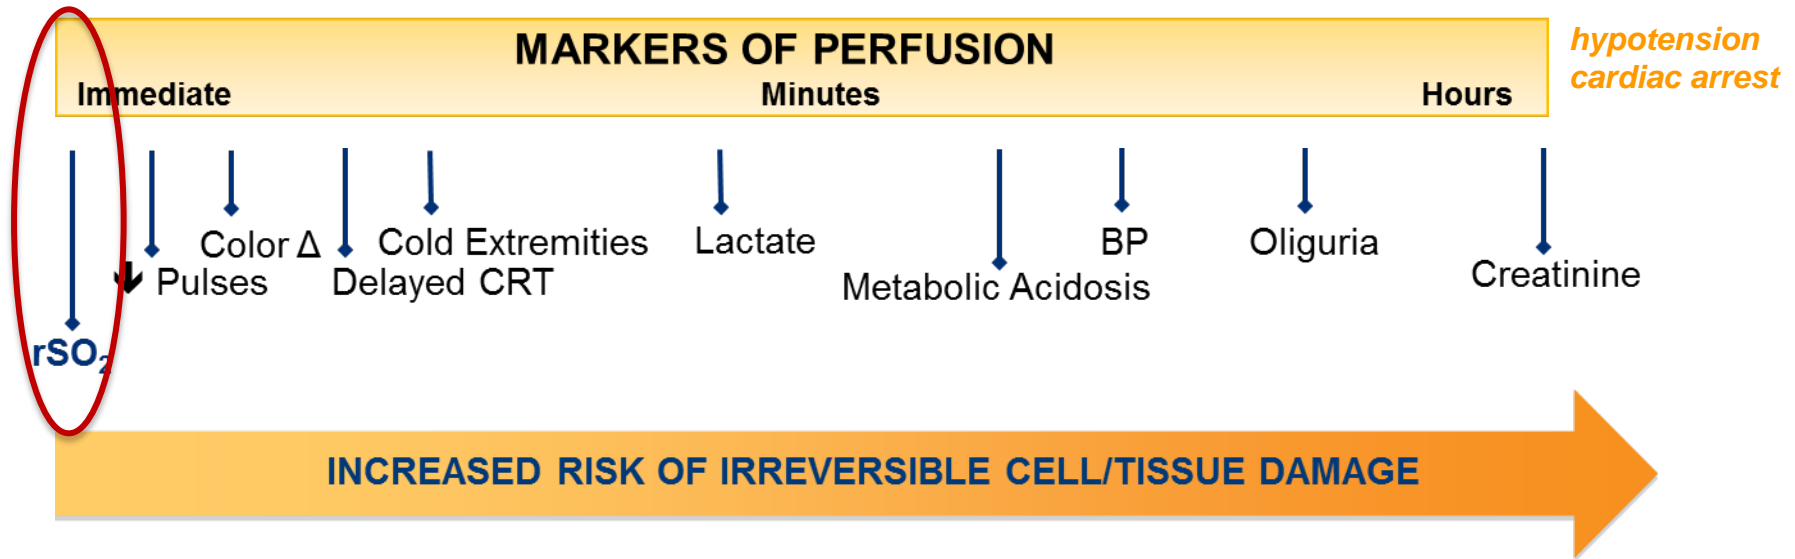 MARKERS OF PERFUSION
hypotension
cardiac arrest
Immediate Minutes Hours
Color Δ Cold Extremities Lactate BP Oliguria
🡳 Pulses Delayed CRT Metabolic Acidosis Creatinine
rSO₂
INCREASED RISK OF IRREVERSIBLE CELL/TISSUE DAMAGE